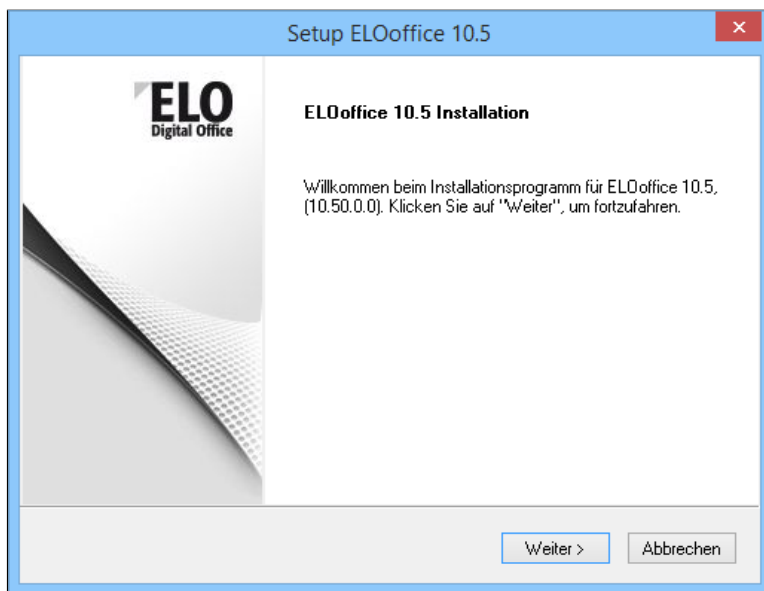 Setup ELOoffice 10.5
ELO
Digital Office
ELOoffice 10.5 Installation
Willkommen beim Installationsprogramm für ELOoffice 10.5,
(10.50.0.0). Klicken Sie auf "Weiter", um fortzufahren.
Weiter >
Abbrechen